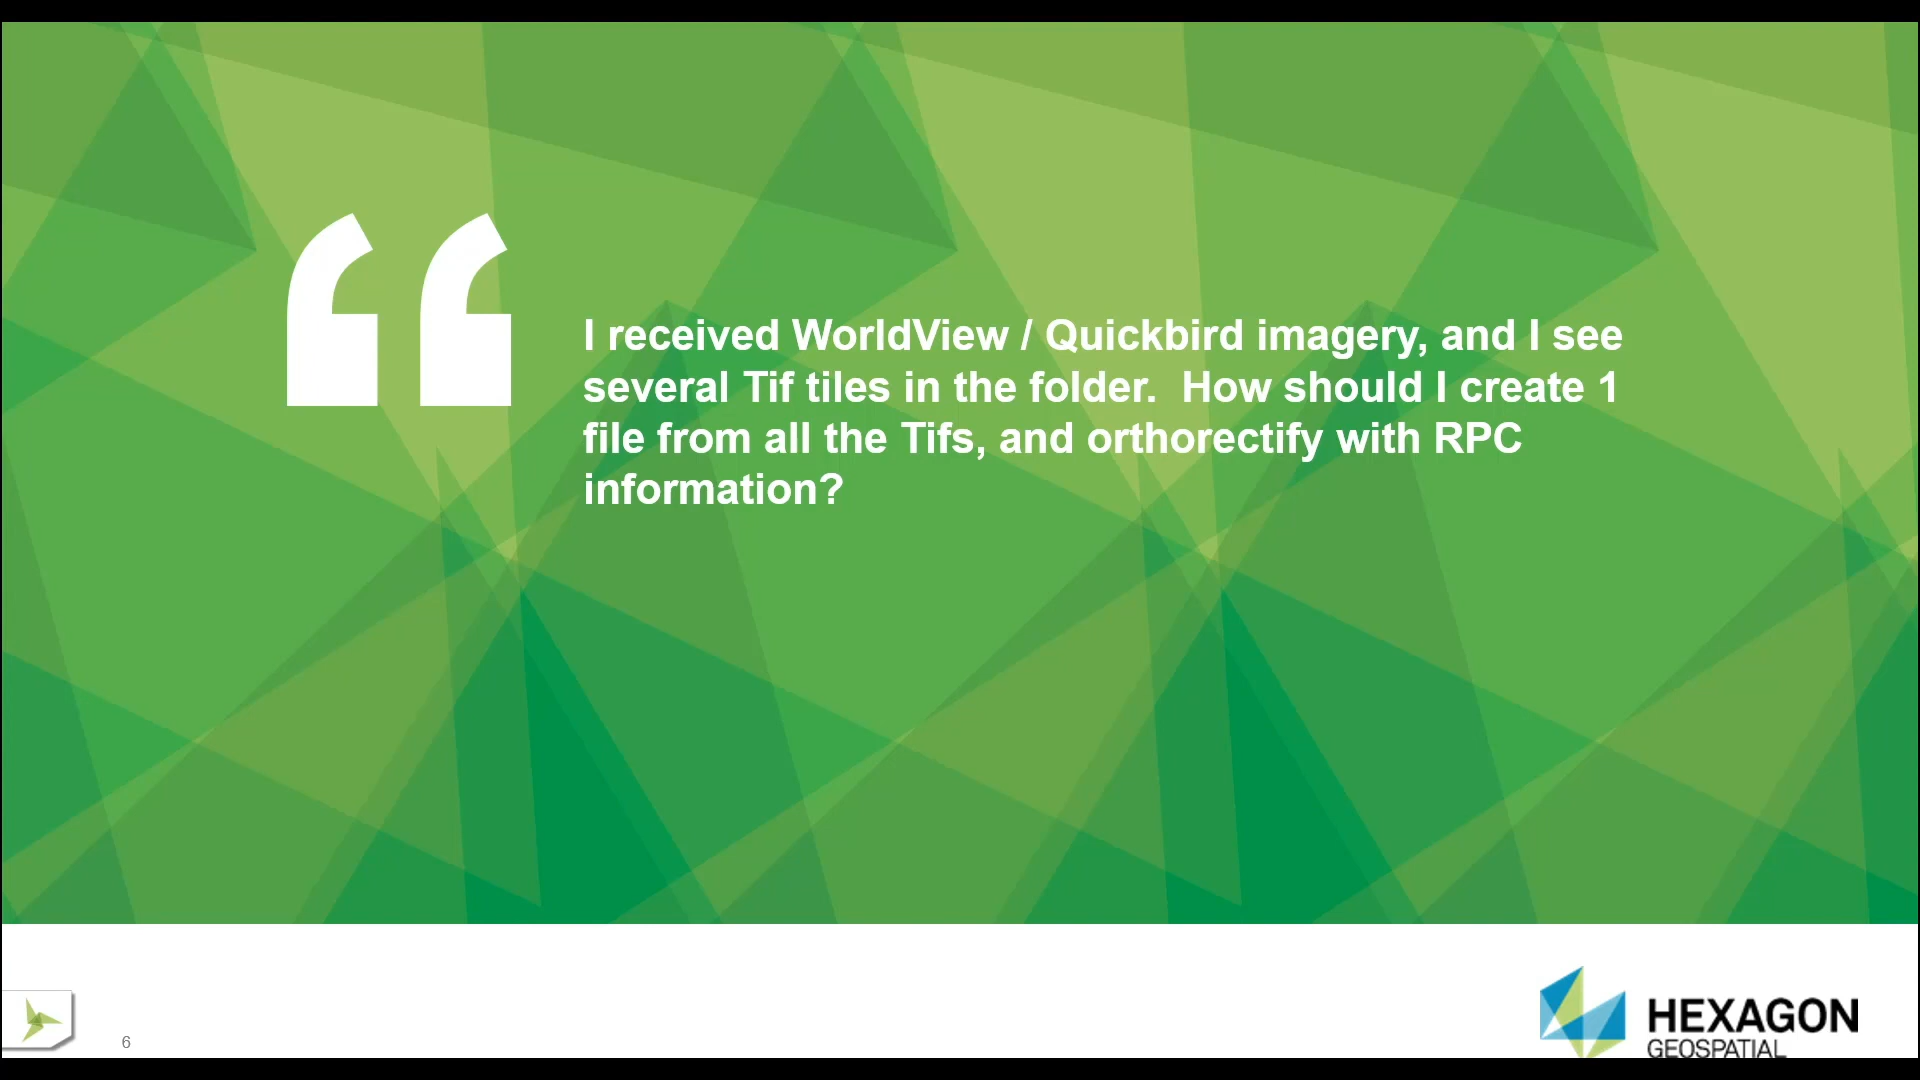 I received WorldView / Quickbird imagery, and I see
several Tif tiles in the folder.  How should I create 1
file from all the Tifs, and orthorectify with RPC
information?
6
HEXAGON
GEOSPATIAL